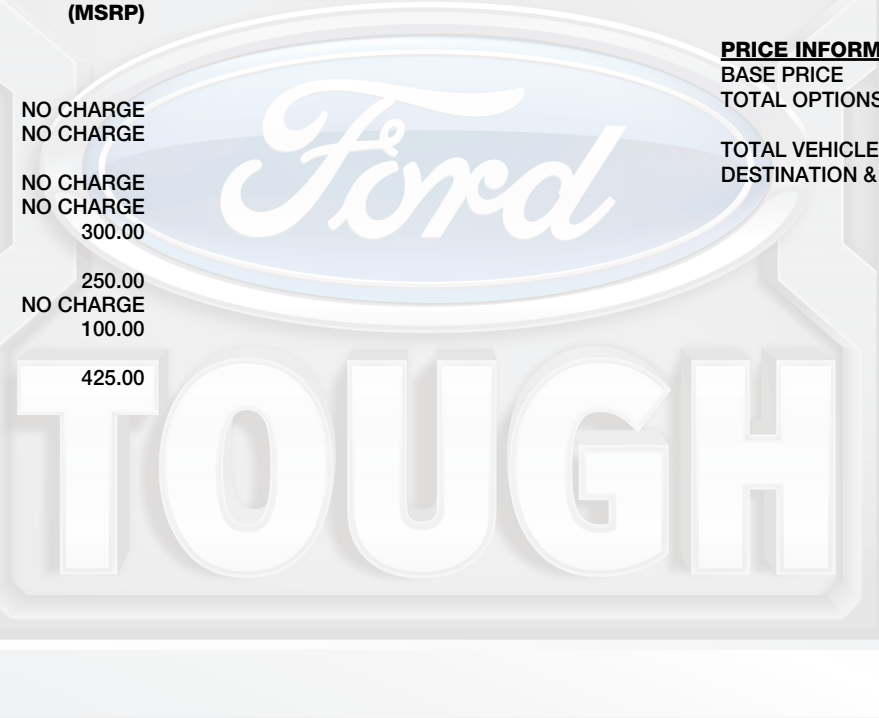 (MSRP)
NO CHARGE
NO CHARGE
NO CHARGE
NO CHARGE
300.00
250.00
NO CHARGE
100.00
425.00
PRICE INFORM
BASE PRICE
TOTAL OPTIONS
TOTAL VEHICLE
DESTINATION &
Ford
TOUGH